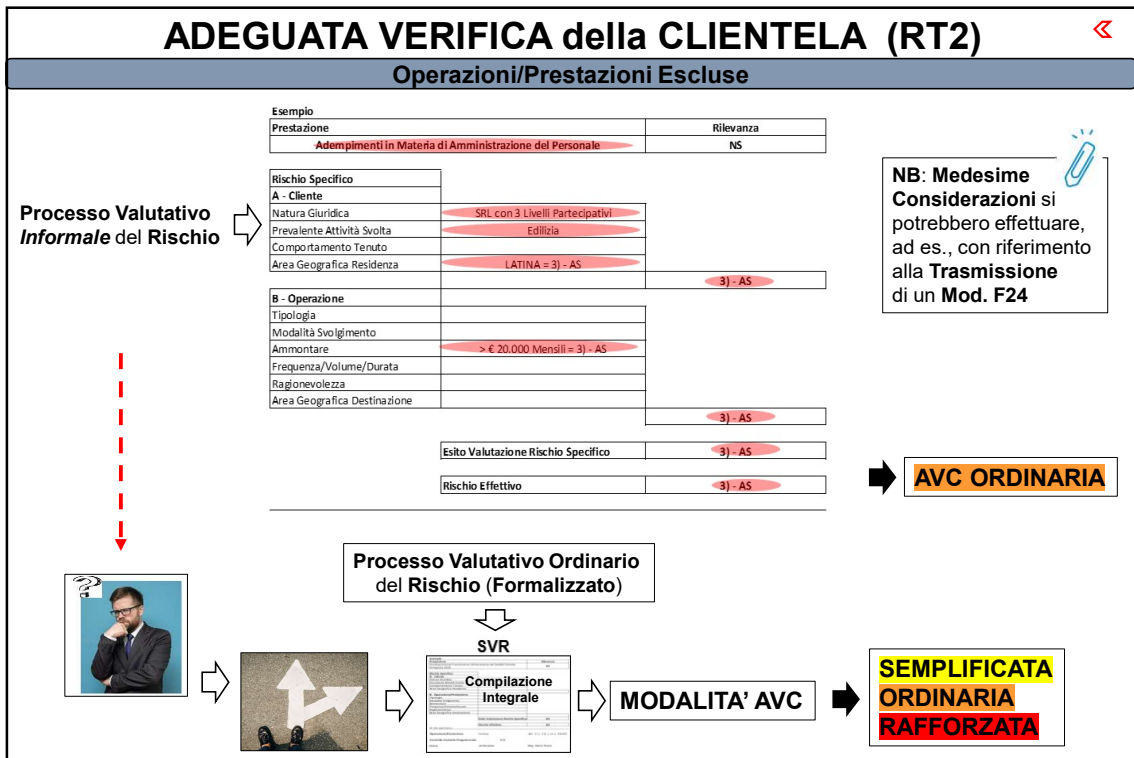 ADEGUATA VERIFICA della CLIENTELA (RT2)
Operazioni/Prestazioni Escluse
Esempio
Prestazione Rilevanza
Adempimenti in Materia di Amministrazione del Personale NS
Processo Valutativo
Informale del Rischio
Rischio Specifico
A - Cliente
Natura Giuridica SRL con 3 Livelli Partecipativi
Prevalente Attività Svolta Edilizia
Comportamento Tenuto
Area Geografica Residenza LATINA = 3) - AS
3) - AS
B - Operazione
Tipologia
Modalità Svolgimento
Ammontare > € 20.000 Mensili = 3) - AS
Frequenza/Volume/Durata
Ragionevolezza
Area Geografica Destinazione
3) - AS
Esito Valutazione Rischio Specifico 3) - AS
Rischio Effettivo 3) - AS
NB: Medesime
Considerazioni si
potrebbero effettuare,
ad es., con riferimento
alla Trasmissione
di un Mod. F24
AVC ORDINARIA
Processo Valutativo Ordinario
del Rischio (Formalizzato)
?
SVR
Compilazione
Integrale
MODALITA' AVC
SEMPLIFICATA
ORDINARIA
RAFFORZATA